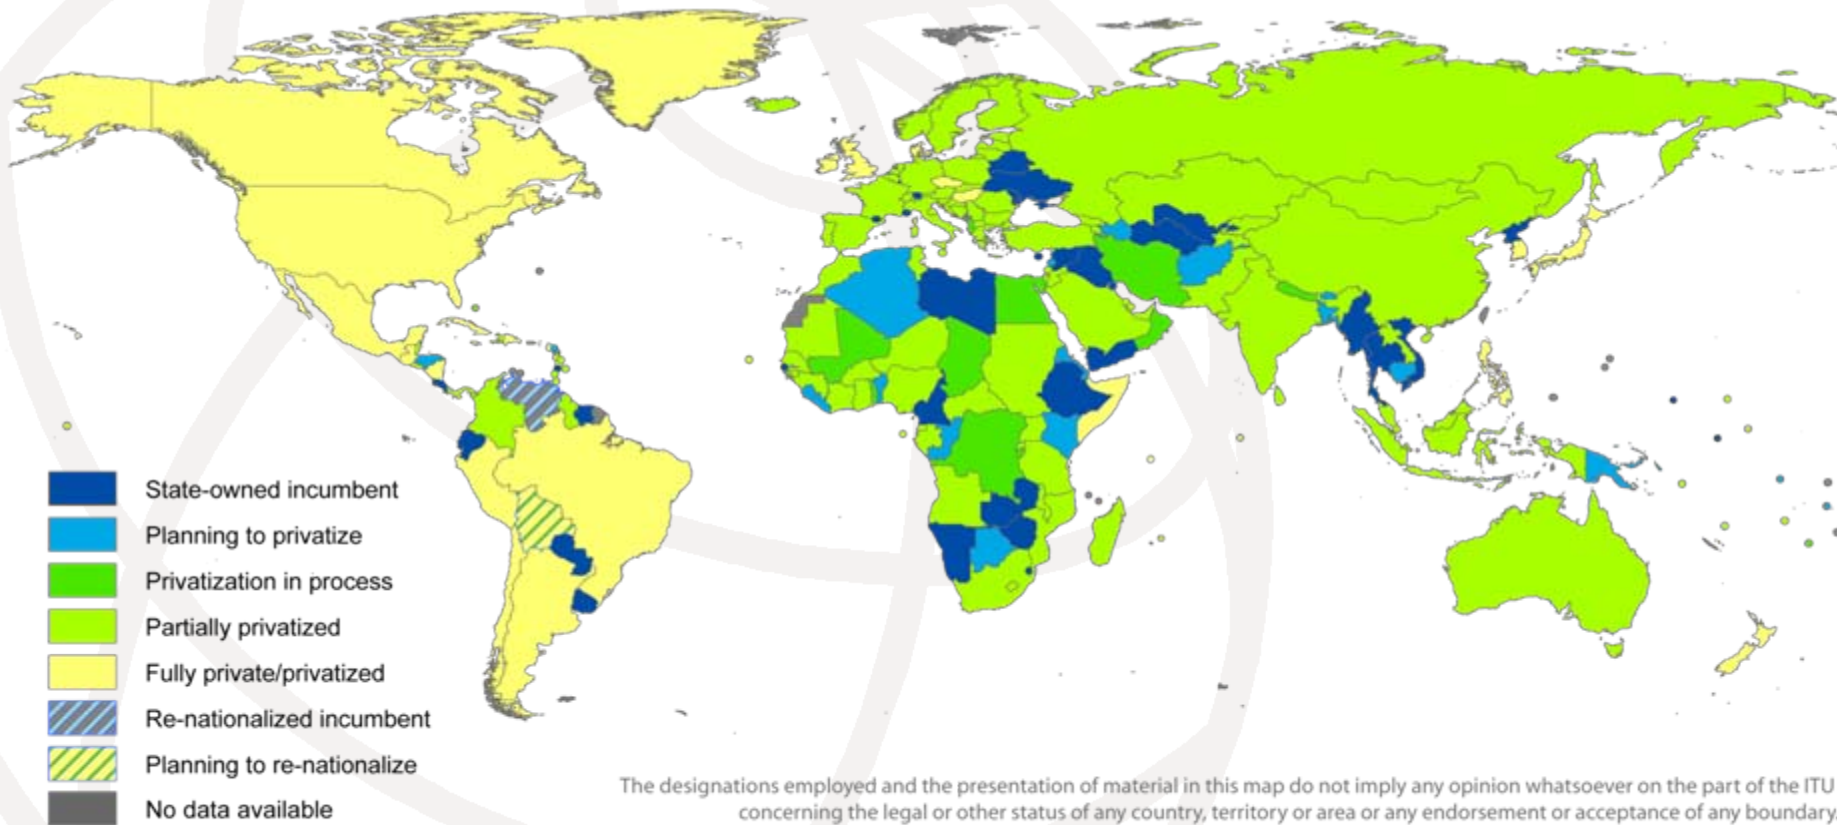 State-owned incumbent
Planning to privatize
Privatization in process
Partially privatized
Fully private/privatized
Re-nationalized incumbent
Planning to re-nationalize
No data available
The designations employed and the presentation of material in this map do not imply any opinion whatsoever on the part of the ITU
concerning the legal or other status of any country, territory or area or any endorsement or acceptance of any boundary.